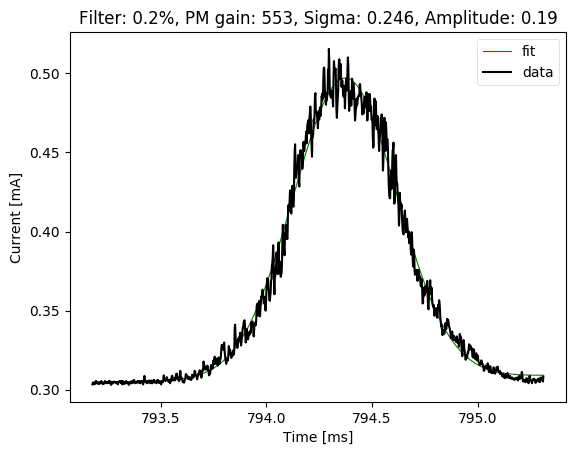 Filter: 0.2%, PM gain: 553, Sigma: 0.246, Amplitude: 0.19
fit
data
0.50
0.45
0.40
0.35
0.30
Current [mA]
793.5 794.0 794.5 795.0
Time [ms]